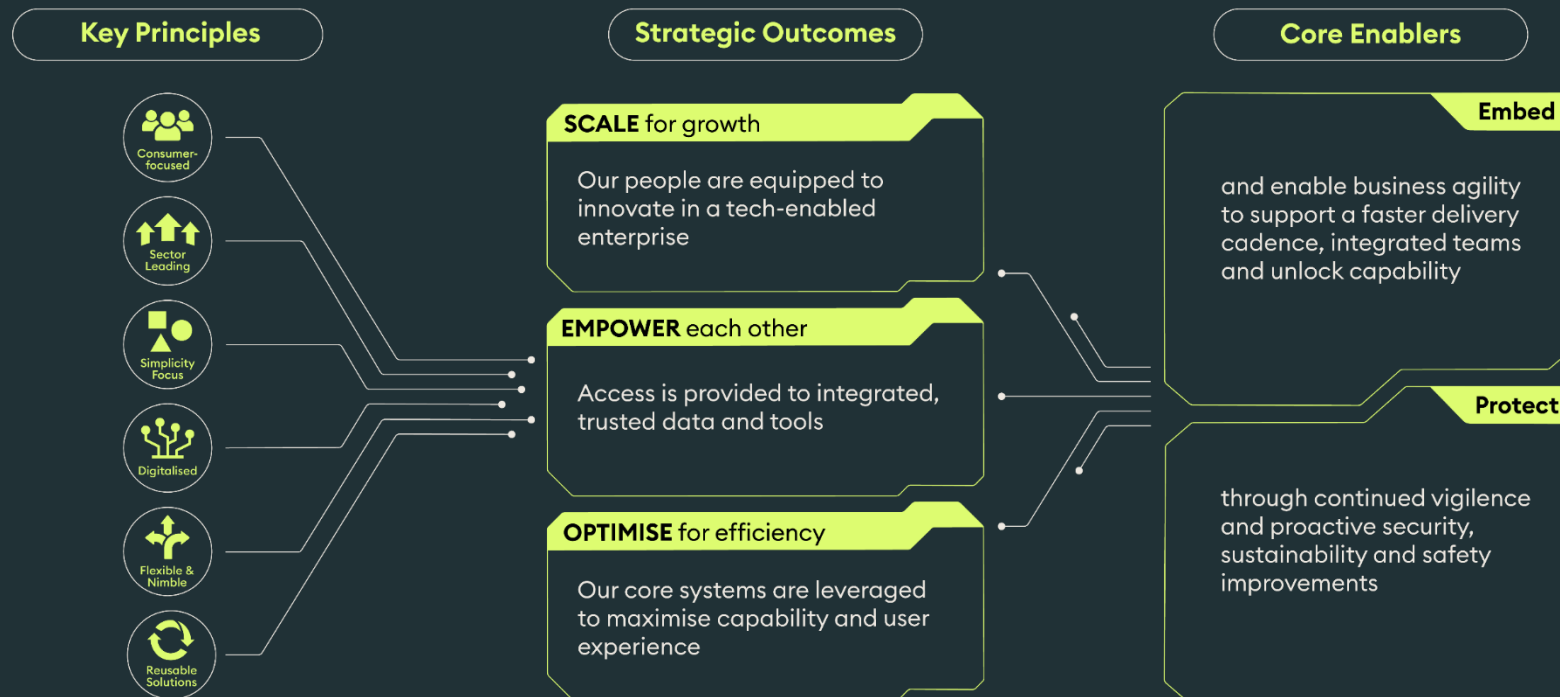 Key Principles
Consumer-
focused
Sector
Leading
Simplicity
Focus
Digitalised
Flexible &
Nimble
Reusable
Solutions
Strategic Outcomes
SCALE for growth
Our people are equipped to
innovate in a tech-enabled
enterprise
EMPOWER each other
Access is provided to integrated,
trusted data and tools
OPTIMISE for efficiency
Our core systems are leveraged
to maximise capability and user
experience
Core Enablers
Embed
and enable business agility
to support a faster delivery
cadence, integrated teams
and unlock capability
Protect
through continued vigilence
and proactive security,
sustainability and safety
improvements